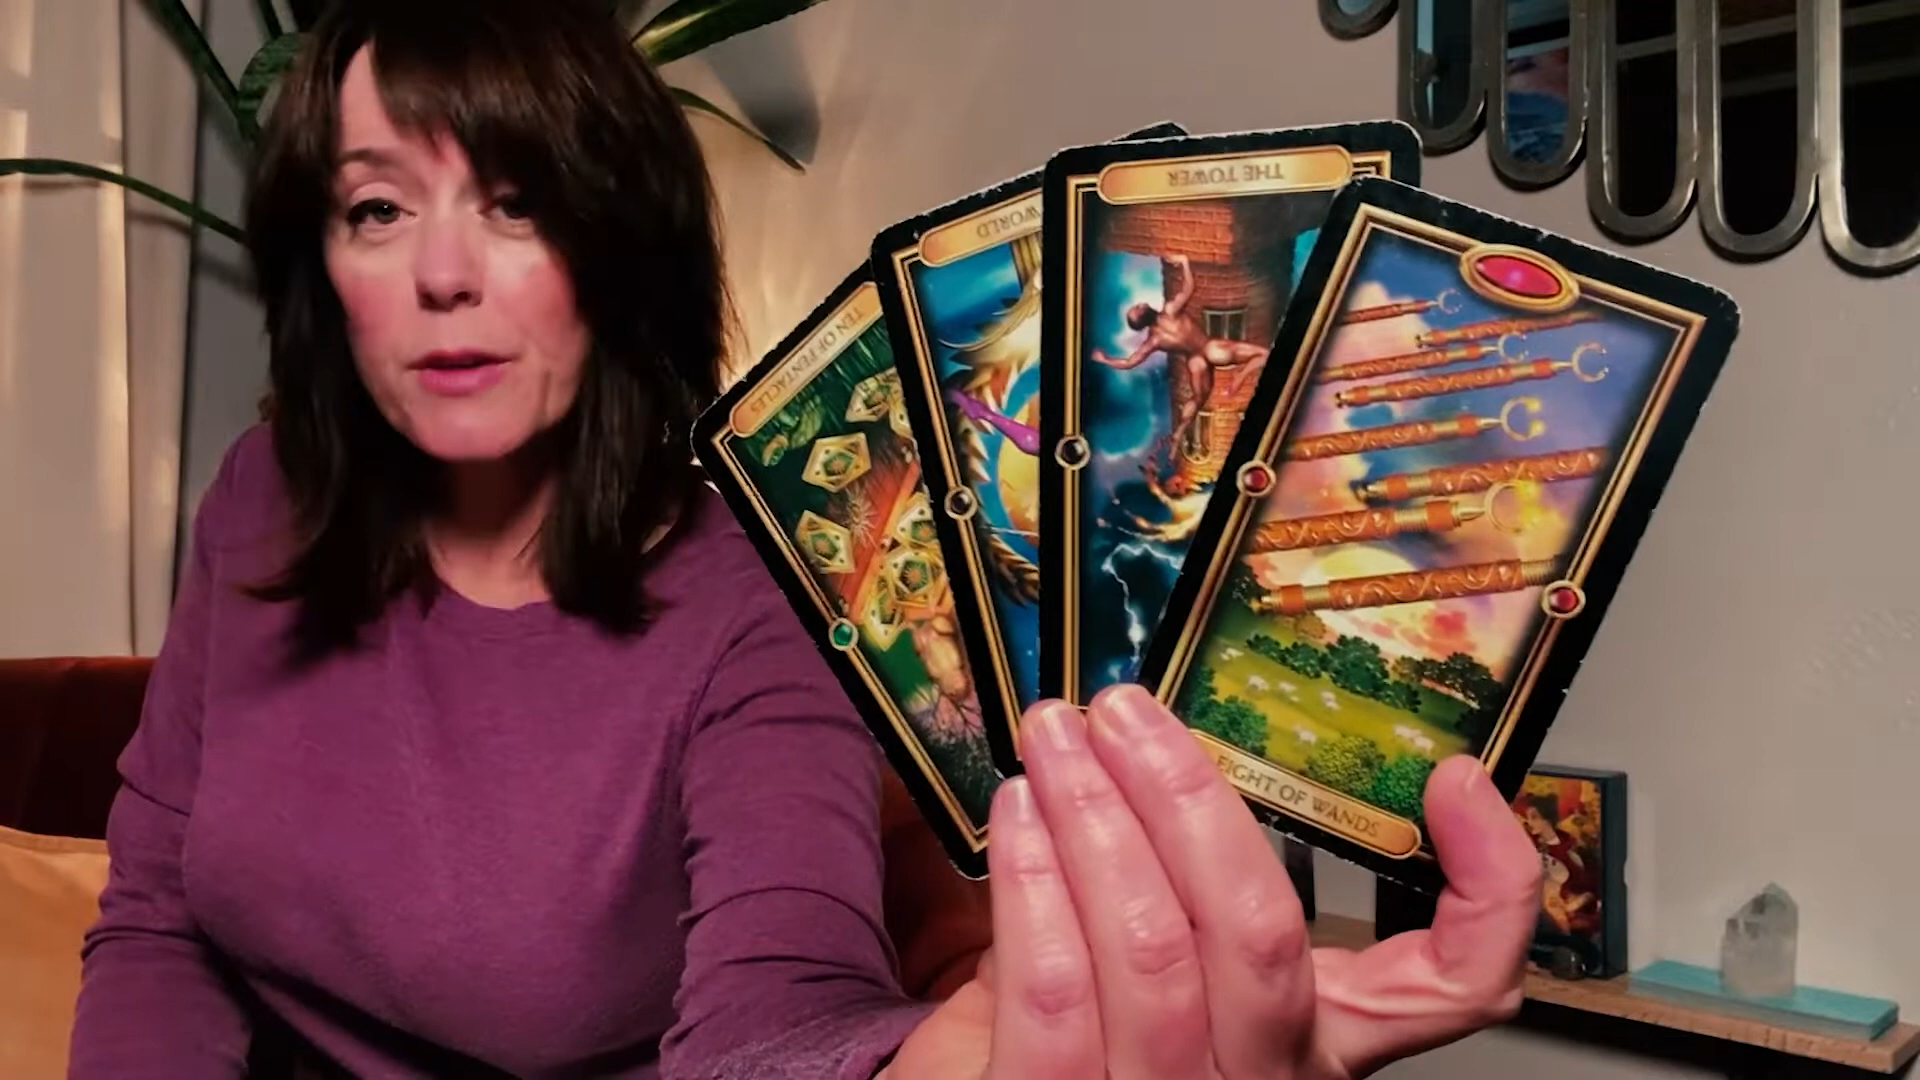 TEN OF PENTACLES
WORLD
THE TOWER
EIGHT OF WANDS